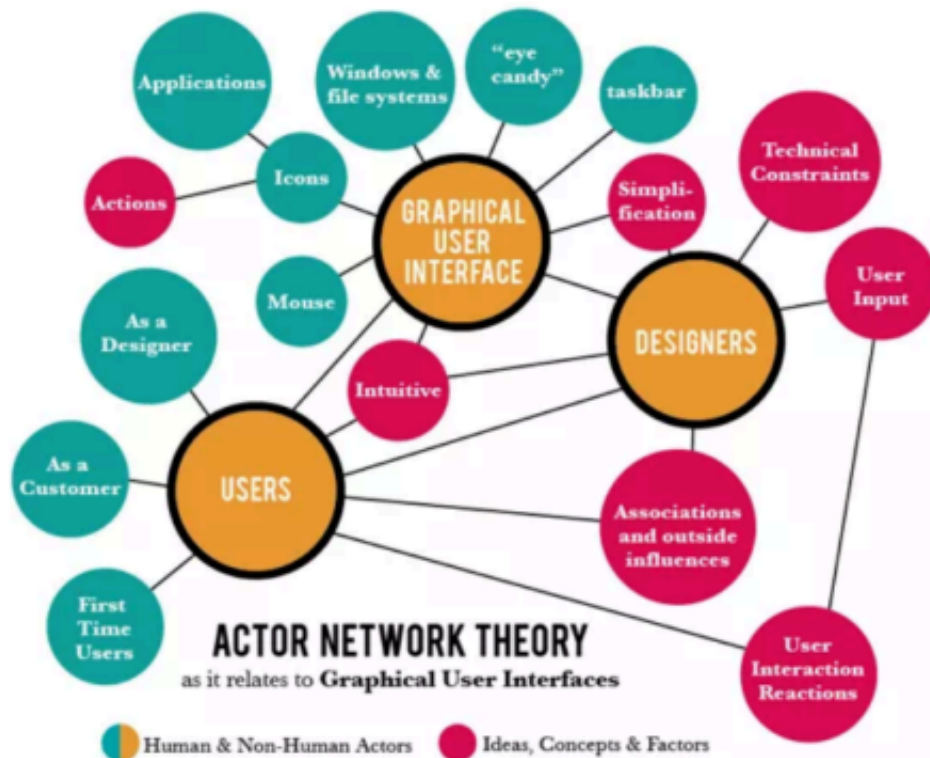 Applications
Windows &
file systems
“eye
candy”
taskbar
Technical
Constraints
Actions
Icons
GRAPHICAL
USER
INTERFACE
Simpli-
fication
User
Input
Mouse
As a
Designer
DESIGNERS
Intuitive
As a
Customer
USERS
Associations
and outside
influences
First
Time
Users
User
Interaction
Reactions
ACTOR NETWORK THEORY
as it relates to Graphical User Interfaces
Human & Non-Human Actors
Ideas, Concepts & Factors